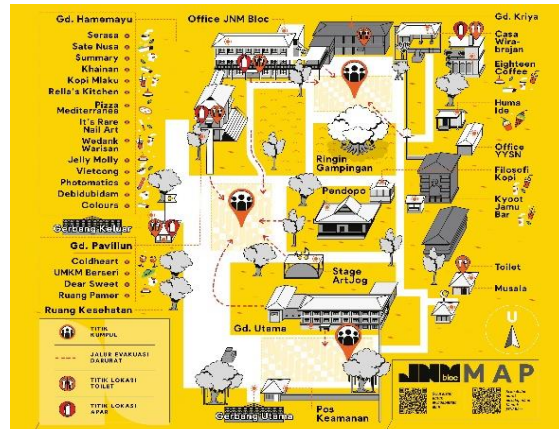 Gd. Hamemayu
Serasa
Sate Nusa
Summary
Khainan
Kopi Mlaku
Rella's Kitchen
Pizza
Mediterranea
It's Rare
Nail Art
Wedank
Warisan
Jelly Molly
Vietcong
Photomatics
Debidubidam
Colours
Gerbang Keluar
Gd. Paviliun
Coldheart
UMKM Berseri
Dear Sweet
Ruang Pamer
Ruang Kesehatan
TITIK
KUMPUL
JALUR EVAKUASI
DARURAT
TITIK LOKASI
TOILET
TITIK LOKASI
APAR
Office JNM Bloc
Ringin
Gampingan
Pendopo
Stage
ArtJog
Gd. Utama
Gerbang Utama
Pos
Keamanan
Gd. Kriya
Casa
Wira-
brajan
Eighteen
Coffee
Huma
Ide
Office
YYSN
Filosofi
Kopi
Kyoot
Jamu
Bar
Toilet
Musala
U
JNM
bloc
MAP